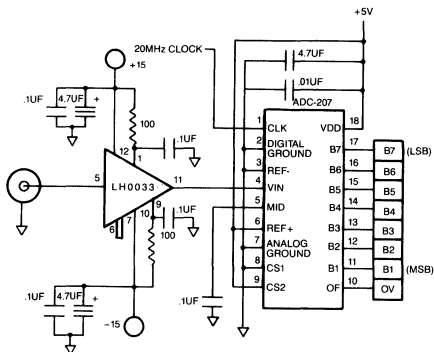 +5V
20MHz CLOCK
4.7UF
.01UF
ADC-207
+15
.1UF 4.7UF +
100
.1UF
12
1
5
LH0033
11
9
10
6
7
.1UF
100
.1UF 4.7UF +
-15
.1UF
1 CLK
VDD 18
2 DIGITAL GROUND
B7 17 B7 (LSB)
3 REF-
B6 16 B6
4 VIN
B5 15 B5
5 MID
B4 14 B4
6 REF+
B3 13 B3
7 ANALOG GROUND
B2 12 B2
8 CS1
B1 11 B1 (MSB)
9 CS2
OF 10 OV